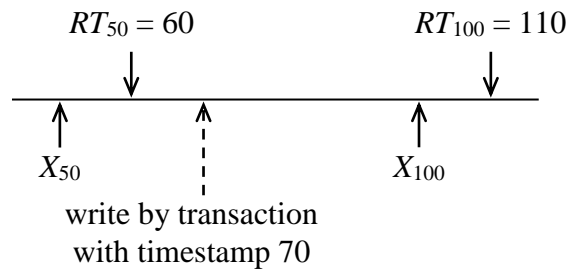 RT50 = 60
RT100 = 110
X50
X100
write by transaction
with timestamp 70